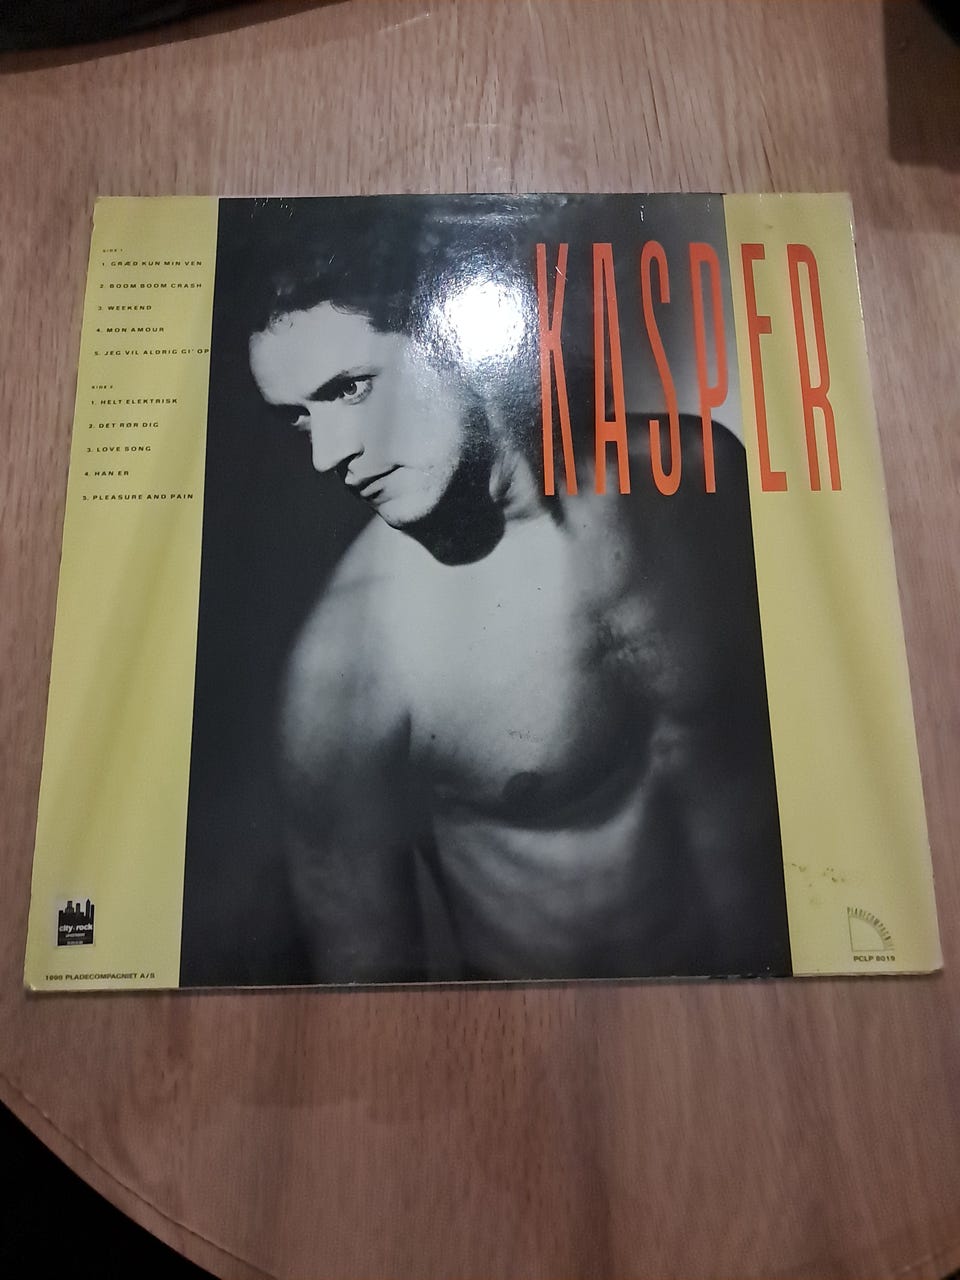 SIDE 1
1. GRÆD KUN MIN VEN
2. BOOM BOOM CRASH
3. WEEKEND
4. MON AMOUR
5. JEG VIL ALDRIG GI' OP
SIDE 2
1. HELT ELEKTRISK
2. DET RØR DIG
3. LOVE SONG
4. HAN ER
5. PLEASURE AND PAIN
KASPER
city rock
1990 PLADECOMPAGNIET A/S
PLADECOMPAGNIET
PCLP 8019